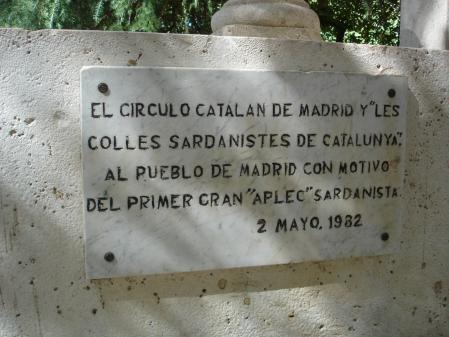 EL CIRCULO CATALAN DE MADRID Y "LES
COLLES SARDANISTES DE CATALUNYA".
AL PUEBLO DE MADRID CON MOTIVO
DEL PRIMER GRAN "APLEC" SARDANISTA.
2 MAYO, 1982